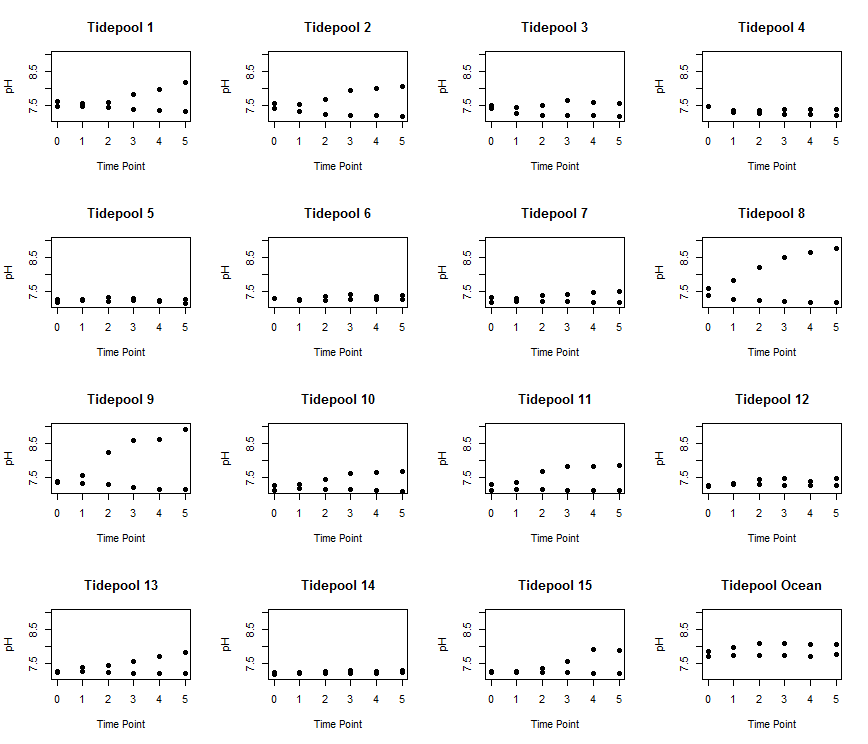 Tidepool 1 Tidepool 2 Tidepool 3 Tidepool 4
pH 8.5 7.5 pH 8.5 7.5 pH 8.5 7.5 pH 8.5 7.5
0 1 2 3 4 5 0 1 2 3 4 5 0 1 2 3 4 5 0 1 2 3 4 5
Time Point Time Point Time Point Time Point
Tidepool 5 Tidepool 6 Tidepool 7 Tidepool 8
pH 8.5 7.5 pH 8.5 7.5 pH 8.5 7.5 pH 8.5 7.5
0 1 2 3 4 5 0 1 2 3 4 5 0 1 2 3 4 5 0 1 2 3 4 5
Time Point Time Point Time Point Time Point
Tidepool 9 Tidepool 10 Tidepool 11 Tidepool 12
pH 8.5 7.5 pH 8.5 7.5 pH 8.5 7.5 pH 8.5 7.5
0 1 2 3 4 5 0 1 2 3 4 5 0 1 2 3 4 5 0 1 2 3 4 5
Time Point Time Point Time Point Time Point
Tidepool 13 Tidepool 14 Tidepool 15 Tidepool Ocean
pH 8.5 7.5 pH 8.5 7.5 pH 8.5 7.5 pH 8.5 7.5
0 1 2 3 4 5 0 1 2 3 4 5 0 1 2 3 4 5 0 1 2 3 4 5
Time Point Time Point Time Point Time Point